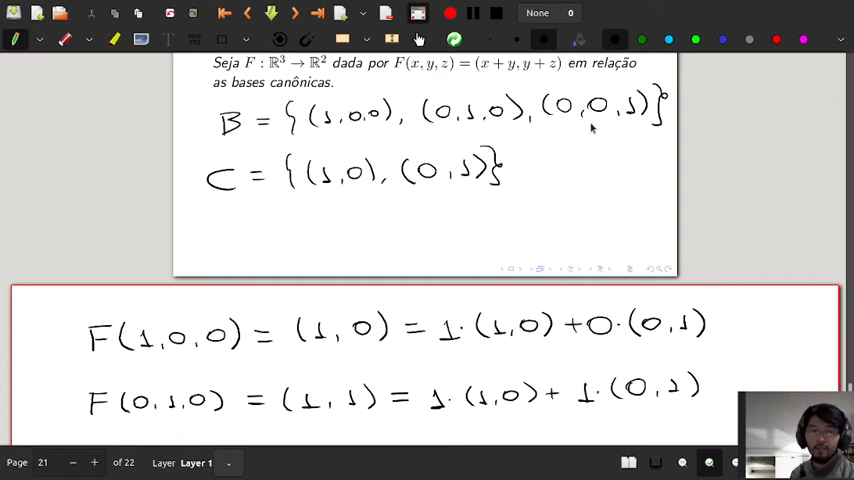 None 0
Seja F : ℝ³ → ℝ² dada por F(x, y, z) = (x + y, y + z) em relação
as bases canônicas.
B = {(1,0,0), (0,1,0), (0,0,1)}
C = {(1,0), (0,1)}
F(1,0,0) = (1,0) = 1·(1,0) + 0·(0,1)
F(0,1,0) = (1,1) = 1·(1,0) + 1·(0,1)
Page 21 − + of 22 Layer Layer 1